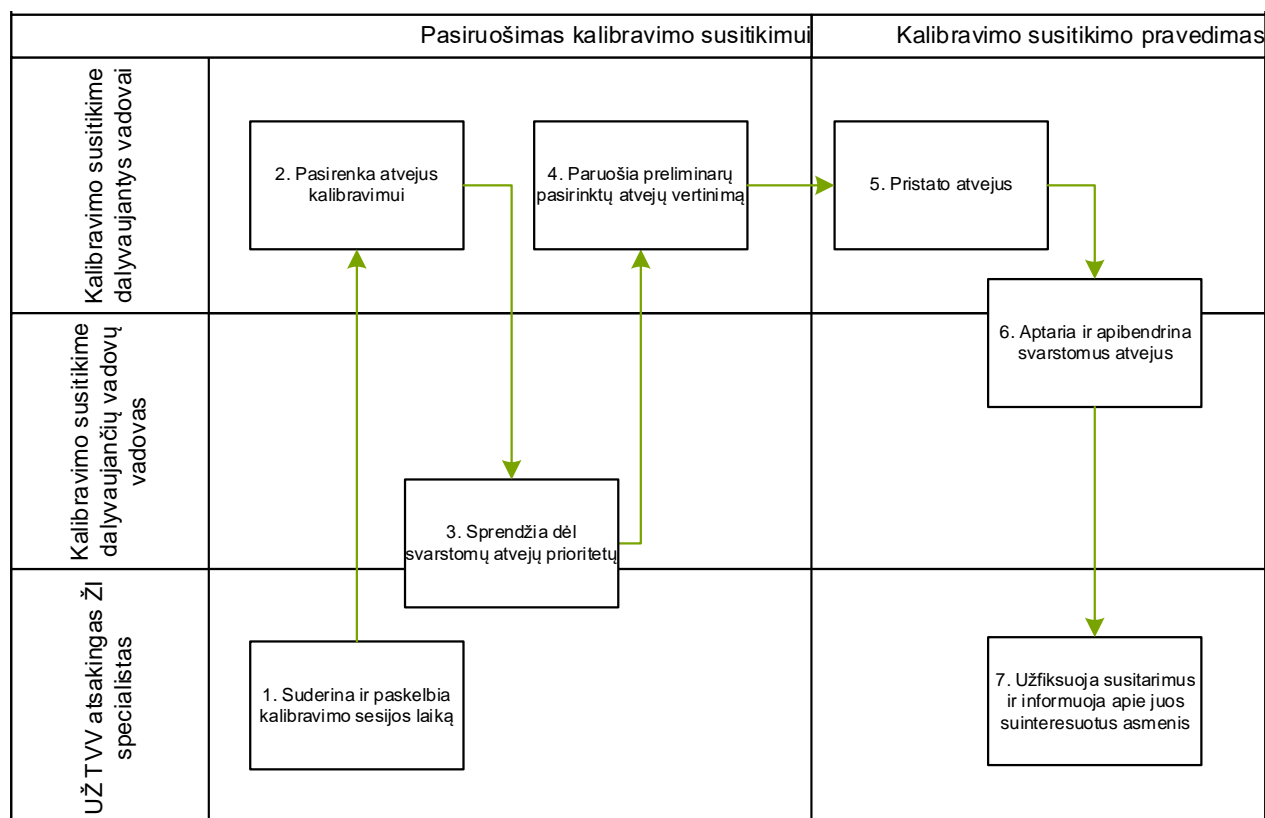 Pasiruošimas kalibravimo susitikimui
Kalibravimo susitikimo pravedimas
Kalibravimo susitikime
dalyvaujantys vadovai
2. Pasirenka atvejus
kalibravimui
4. Paruošia preliminarų
pasirinktų atvejų vertinimą
5. Pristato atvejus
6. Aptaria ir apibendrina
svarstomus atvejus
Kalibravimo susitikime
dalyvaujančių vadovų
vadovas
3. Sprendžia dėl
svarstomų atvejų prioritetų
UŽ TVV atsakingas ŽI
specialistas
1. Suderina ir paskelbia
kalibravimo sesijos laiką
7. Užfiksuoja susitarimus
ir informuoja apie juos
suinteresuotus asmenis